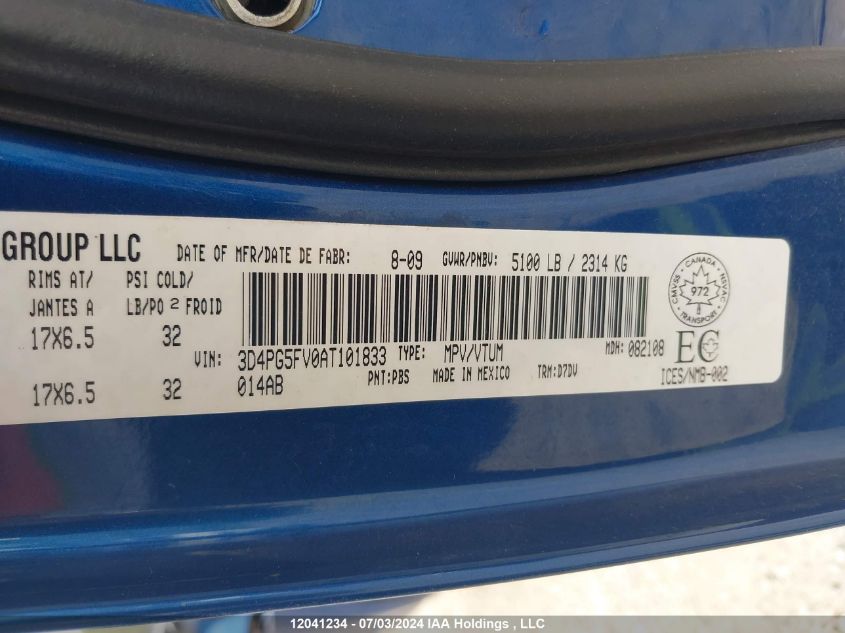 GROUP LLC DATE OF MFR/DATE DE FABR: 8-09 GVWR/PNBV: 5100 LB / 2314 KG
RIMS AT/ PSI COLD/
JANTES A LB/PO 2 FROID
17X6.5 32
VIN: 3D4PG5FV0AT101833 TYPE: MPV/VTUM MDH: 082108
17X6.5 32
014AB PNT:PBS MADE IN MEXICO TRM:D7DV
CANADA
CMVSS NSVAC
972
TRANSPORT
EC
ICES/NMB-002
12041234 - 07/03/2024 IAA Holdings , LLC